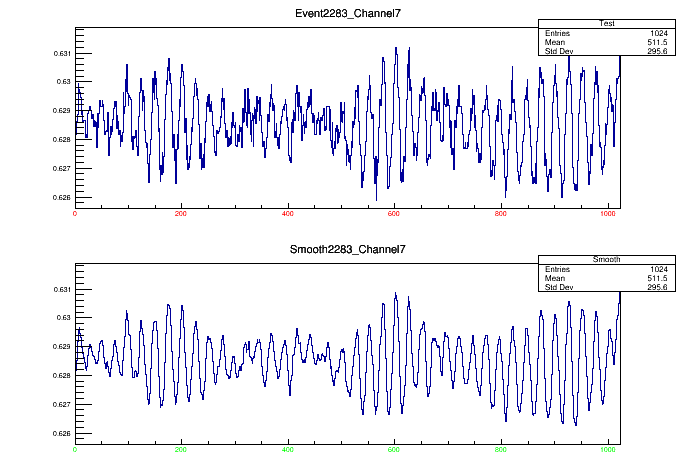 Event2283_Channel7
Test
Entries 1024
Mean 511.5
Std Dev 295.6
0.631
0.63
0.629
0.628
0.627
0.626
0 200 400 600 800 1000
Smooth2283_Channel7
Smooth
Entries 1024
Mean 511.5
Std Dev 295.6
0.631
0.63
0.629
0.628
0.627
0.626
0 200 400 600 800 1000